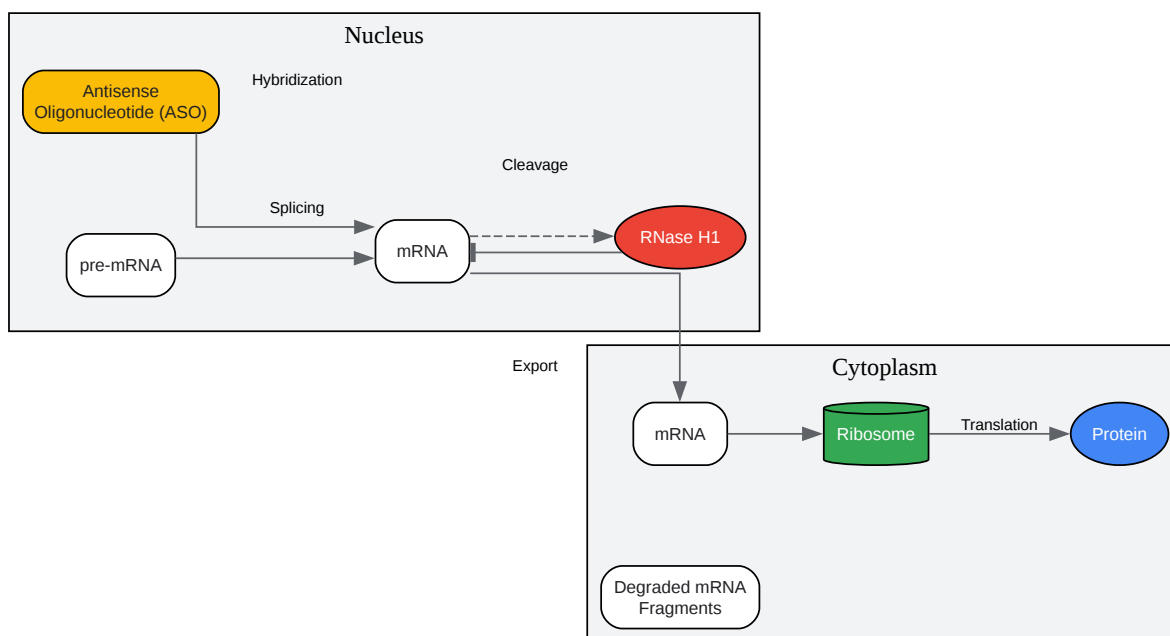 Nucleus
Hybridization
Antisense
Oligonucleotide (ASO)
Cleavage
Splicing
mRNA
RNase H1
pre-mRNA
Export
Cytoplasm
mRNA
Ribosome
Translation
Protein
Degraded mRNA
Fragments